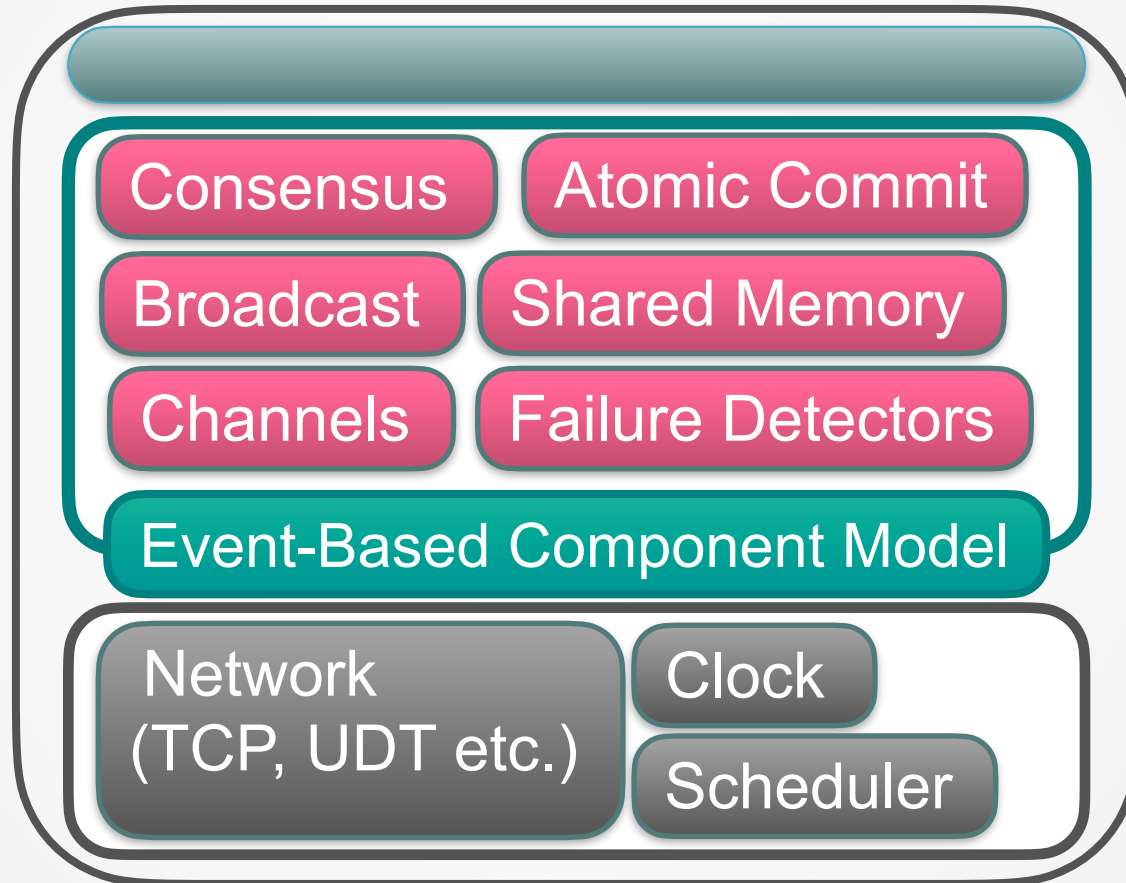 Consensus
Atomic Commit
Broadcast
Shared Memory
Channels
Failure Detectors
Event-Based Component Model
Network
(TCP, UDT etc.)
Clock
Scheduler